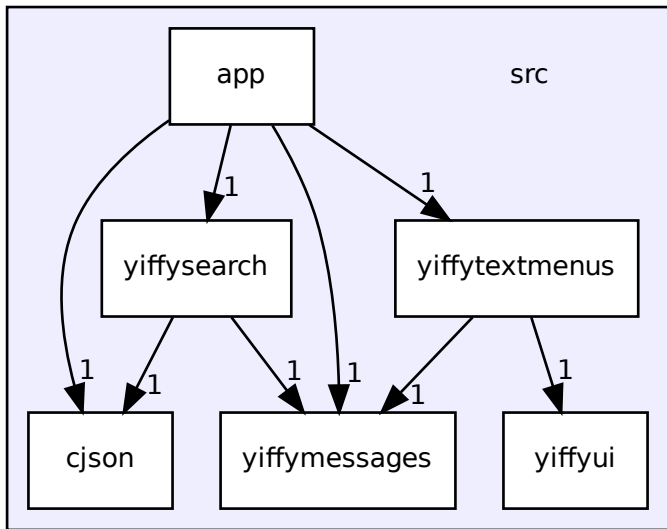 app
src
1
1
yiffysearch
yiffytextmenus
1
1
1
1
1
1
cjson
yiffymessages
yiffyui